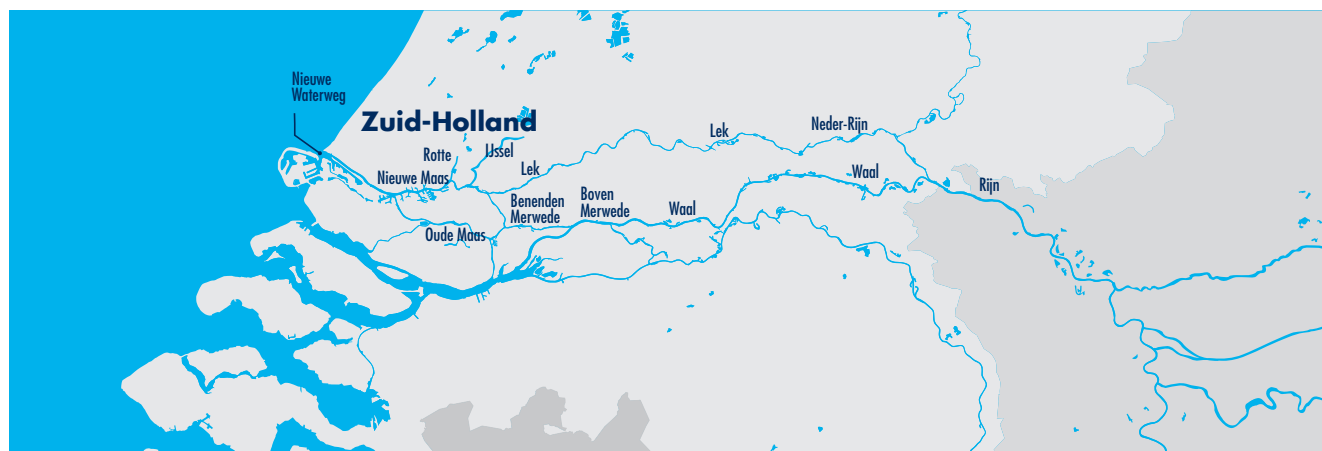 Nieuwe
Waterweg
Zuid-Holland
Rotte
IJssel
Nieuwe Maas
Lek
Lek
Neder-Rijn
Benenden
Merwede
Boven
Merwede
Waal
Waal
Rijn
Oude Maas